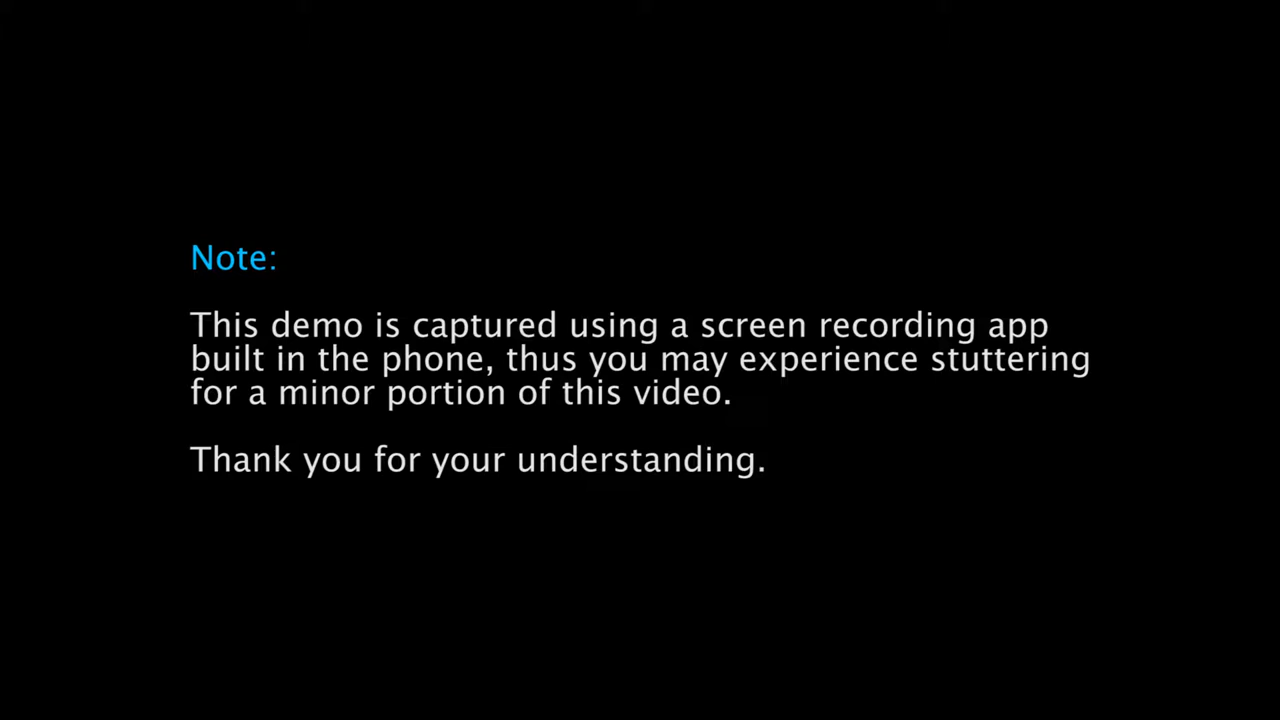 Note:
This demo is captured using a screen recording app
built in the phone, thus you may experience stuttering
for a minor portion of this video.
Thank you for your understanding.